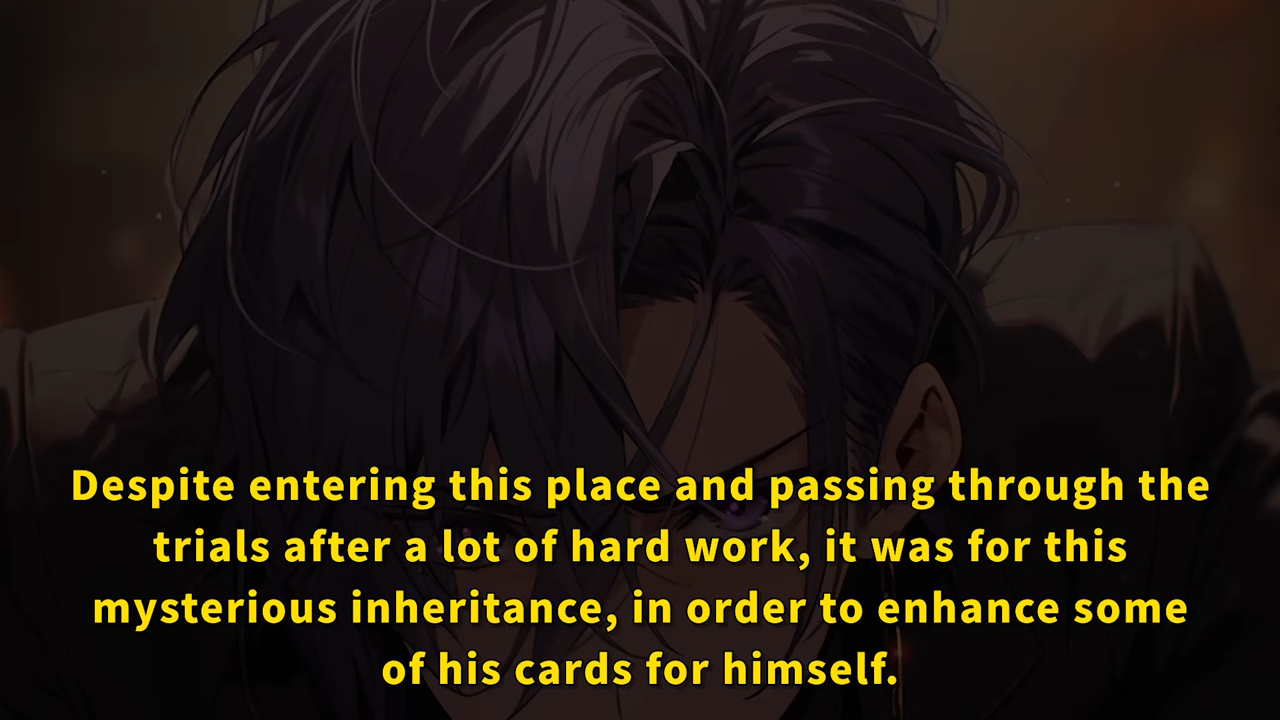 Despite entering this place and passing through the
trials after a lot of hard work, it was for this
mysterious inheritance, in order to enhance some
of his cards for himself.